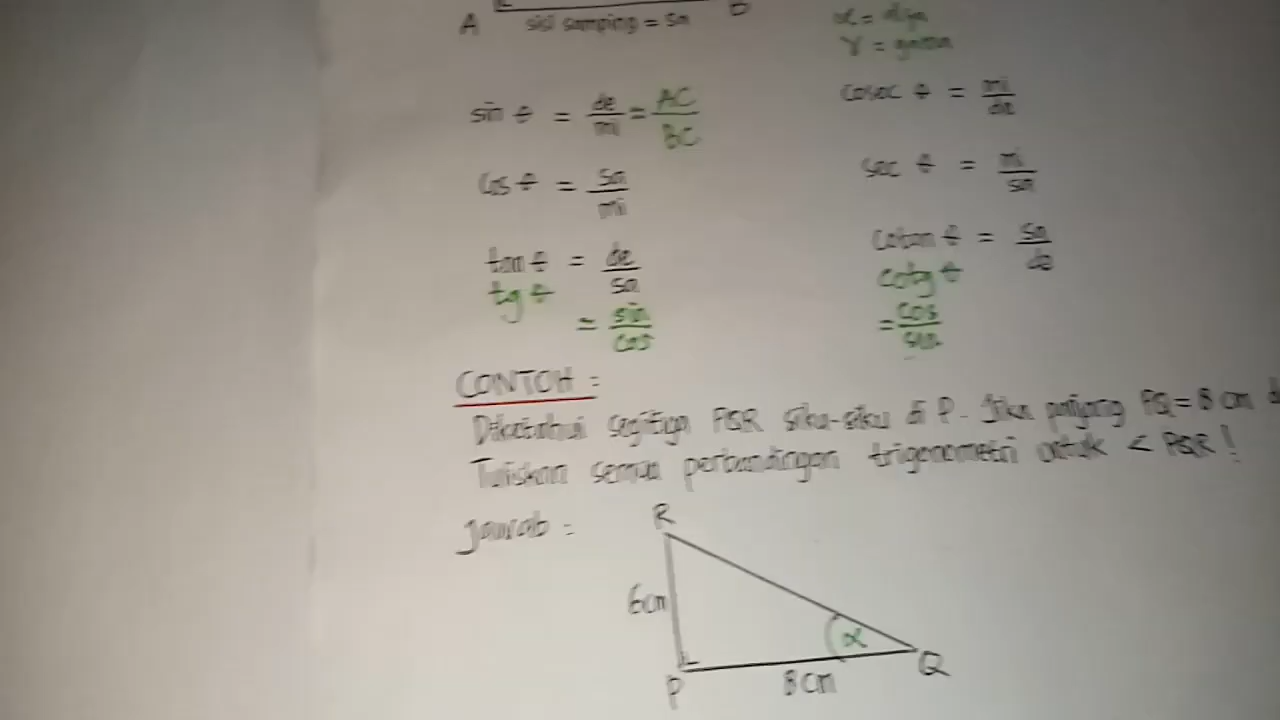 A sisi samping = sa
α = alfa
γ = gama
sin θ = de/mi = AC/BC
cosec θ = mi/de
cos θ = sa/mi
sec θ = mi/sa
tan θ = de/sa
cotan θ = sa/de
tg θ
cotg θ
= sin/cos
= cos/sin
CONTOH :
Diketahui segitiga PQR siku-siku di P. Jika panjang PQ = 8 cm
Tuliskan semua perbandingan trigonometri untuk < PQR !
Jawab :
R
6cm
α
Q
P
8cm